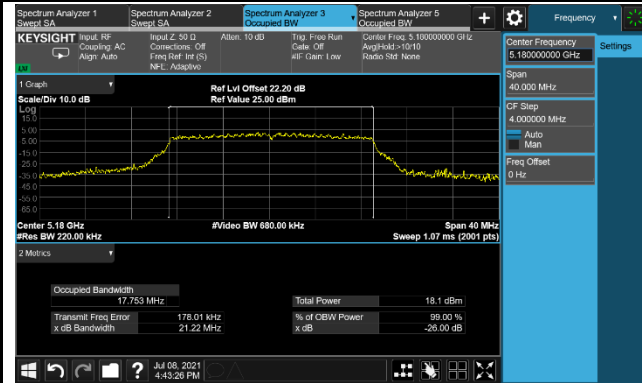 Spectrum Analyzer 1
Swept SA
Spectrum Analyzer 2
Swept SA
Spectrum Analyzer 3
Occupied BW
Spectrum Analyzer 5
Occupied BW
+
Frequency
KEYSIGHT
Input: RF
Coupling: AC
Align: Auto
Input Z: 50 Ω
Corrections: Off
Freq Ref: Int (S)
NFE: Adaptive
Atten: 10 dB
Trig: Free Run
Gate: Off
#IF Gain: Low
Center Freq: 5.180000000 GHz
Avg|Hold:>10/10
Radio Std: None
Center Frequency
5.180000000 GHz
Settings
Span
40.000 MHz
CF Step
4.000000 MHz
Auto
Man
Freq Offset
0 Hz
1 Graph
Scale/Div 10.0 dB
Ref Lvl Offset 22.20 dB
Ref Value 25.00 dBm
Log
15.0
5.00
-5.00
-15.0
-25.0
-35.0
-45.0
-55.0
-65.0
Center 5.18 GHz
#Res BW 220.00 kHz
#Video BW 680.00 kHz
Span 40 MHz
Sweep 1.07 ms (2001 pts)
2 Metrics
Occupied Bandwidth
17.753 MHz
Total Power
18.1 dBm
Transmit Freq Error
178.01 kHz
% of OBW Power
99.00 %
x dB Bandwidth
21.22 MHz
x dB
-26.00 dB
?
Jul 08, 2021
4:43:26 PM